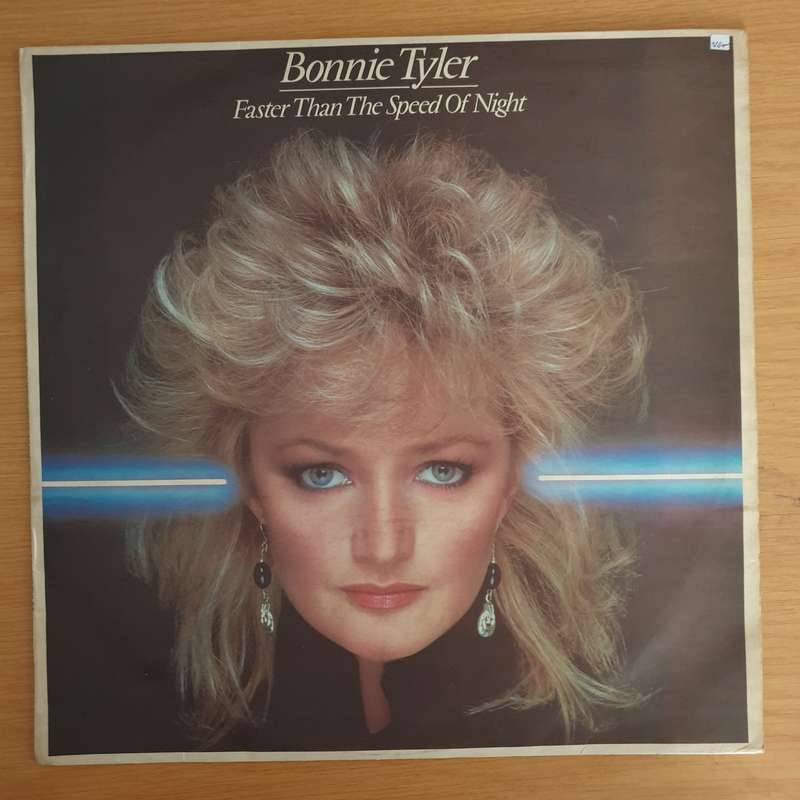 Bonnie Tyler
Faster Than The Speed Of Night